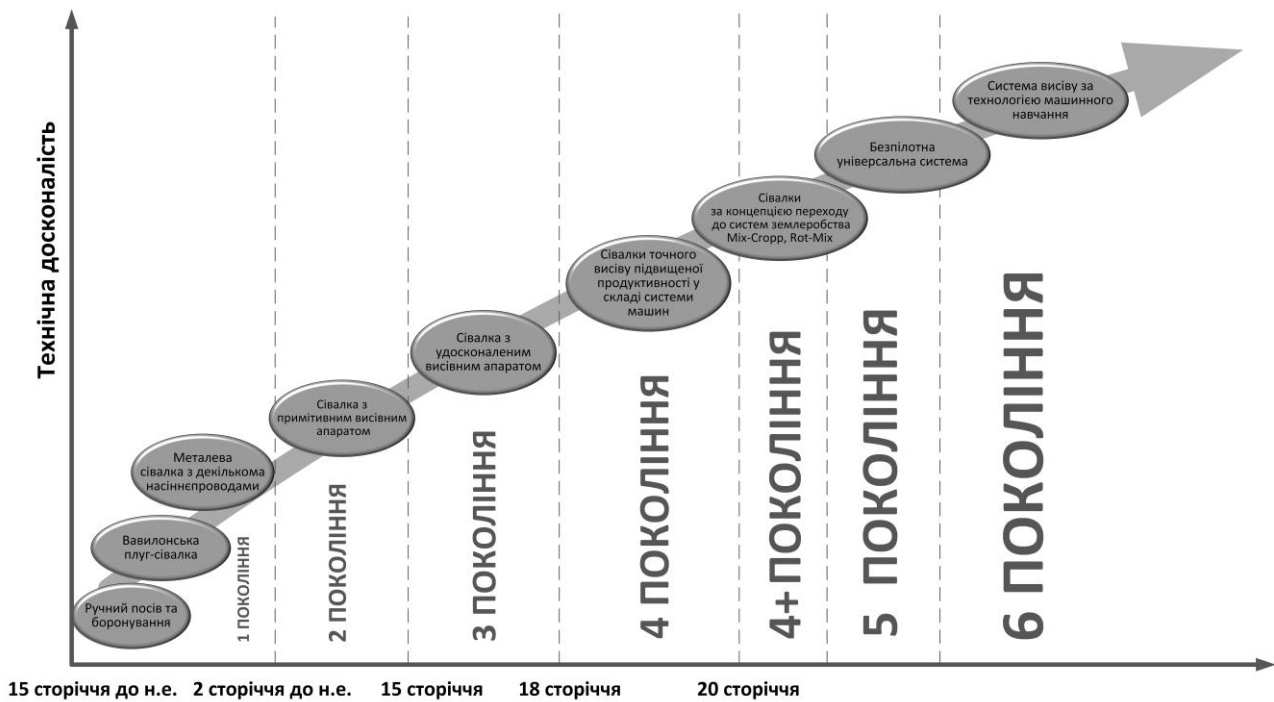 Технічна досконалість
Система висіву за
технологією машинного
навчання
Безпілотна
універсальна система
Сівалки
за концепцією переходу
до систем землеробства
Mix-Cropp, Rot-Mix
Сівалки точного
висіву підвищеної
продуктивності у
складі системи
машин
Сівалка з
удосконаленим
висівним апаратом
Сівалка з
примітивним висівним
апаратом
Металева
сівалка з декількома
насіннєпроводами
Вавилонська
плуг-сівалка
Ручний посів та
боронування
1 ПОКОЛІННЯ
2 ПОКОЛІННЯ
3 ПОКОЛІННЯ
4 ПОКОЛІННЯ
4+ ПОКОЛІННЯ
5 ПОКОЛІННЯ
6 ПОКОЛІННЯ
15 сторіччя до н.е.
2 сторіччя до н.е.
15 сторіччя
18 сторіччя
20 сторіччя